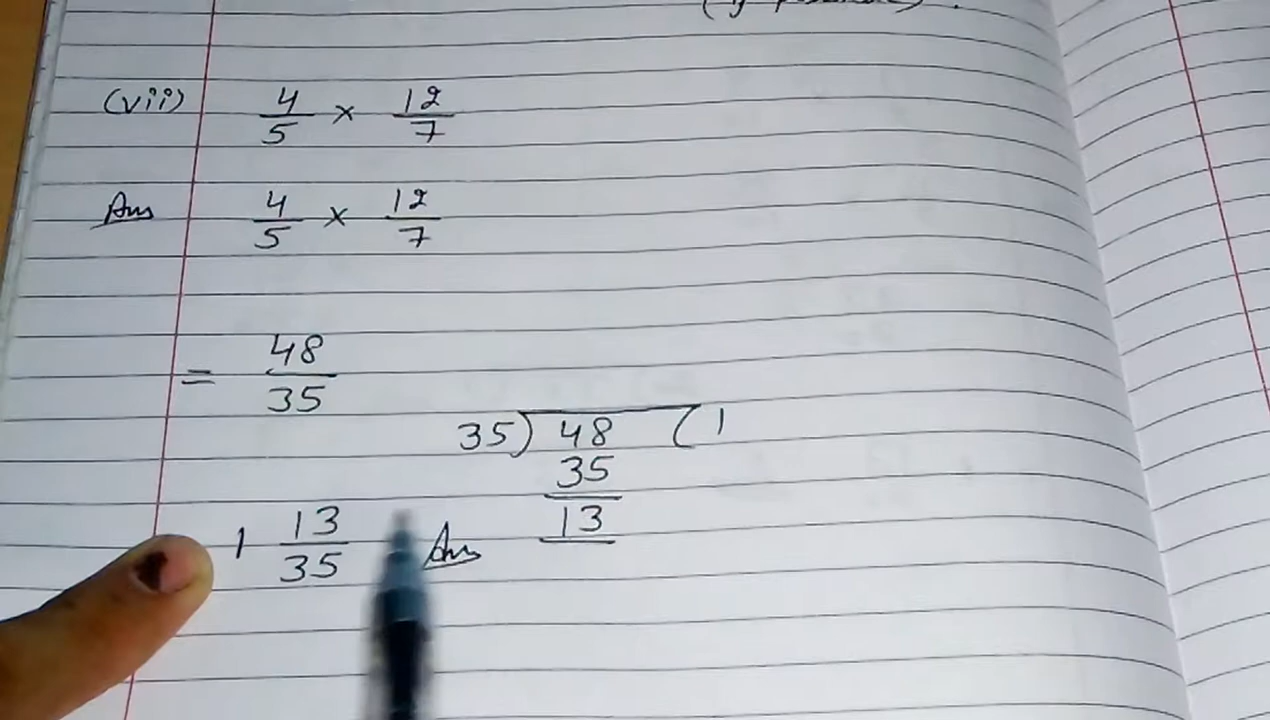 (vii) 4/5 × 12/7
Ans 4/5 × 12/7
= 48/35
35) 48 ( 1
35
13
1 13/35 Ans